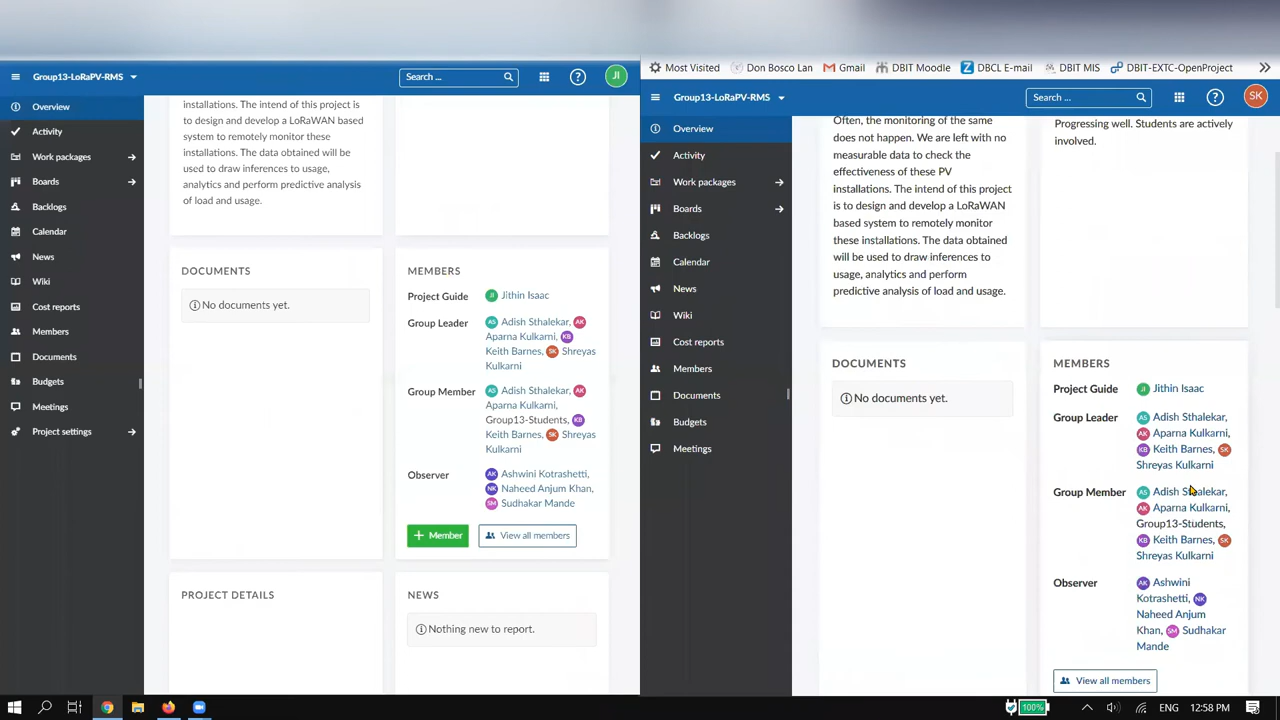 Group13-LoRaPV-RMS
Search ...
JI
Overview
Activity
Work packages
Boards
Backlogs
Calendar
News
Wiki
Cost reports
Members
Documents
Budgets
Meetings
Project settings
installations. The intend of this project
is to design and develop a LoRaWAN based
system to remotely monitor these
installations. The data obtained will be
used to draw inferences to usage,
analytics and perform predictive analysis
of load and usage.
DOCUMENTS
No documents yet.
MEMBERS
Project Guide
JI Jithin Isaac
Group Leader
AS Adish Sthalekar, AK
Aparna Kulkarni, KB
Keith Barnes, SK Shreyas
Kulkarni
Group Member
AS Adish Sthalekar, AK
Aparna Kulkarni,
Group13-Students, KB
Keith Barnes, SK Shreyas
Kulkarni
Observer
AK Ashwini Kotrashetti,
NK Naheed Anjum Khan,
SM Sudhakar Mande
+ Member
View all members
PROJECT DETAILS
NEWS
Nothing new to report.
Most Visited Don Bosco Lan Gmail DBIT Moodle DBCL E-mail DBIT MIS DBIT-EXTC-OpenProject
Group13-LoRaPV-RMS
Search ...
SK
Overview
Activity
Work packages
Boards
Backlogs
Calendar
News
Wiki
Cost reports
Members
Documents
Budgets
Meetings
Often, the monitoring of the same
does not happen. We are left with no
measurable data to check the
effectiveness of these PV
installations. The intend of this project
is to design and develop a LoRaWAN
based system to remotely monitor
these installations. The data obtained
will be used to draw inferences to
usage, analytics and perform
predictive analysis of load and usage.
Progressing well. Students are actively
involved.
DOCUMENTS
No documents yet.
MEMBERS
Project Guide
JI Jithin Isaac
Group Leader
AS Adish Sthalekar,
AK Aparna Kulkarni,
KB Keith Barnes, SK
Shreyas Kulkarni
Group Member
AS Adish Sthalekar,
AK Aparna Kulkarni,
Group13-Students,
KB Keith Barnes, SK
Shreyas Kulkarni
Observer
AK Ashwini
Kotrashetti, NK
Naheed Anjum
Khan, SM Sudhakar
Mande
View all members
100%
ENG
12:58 PM